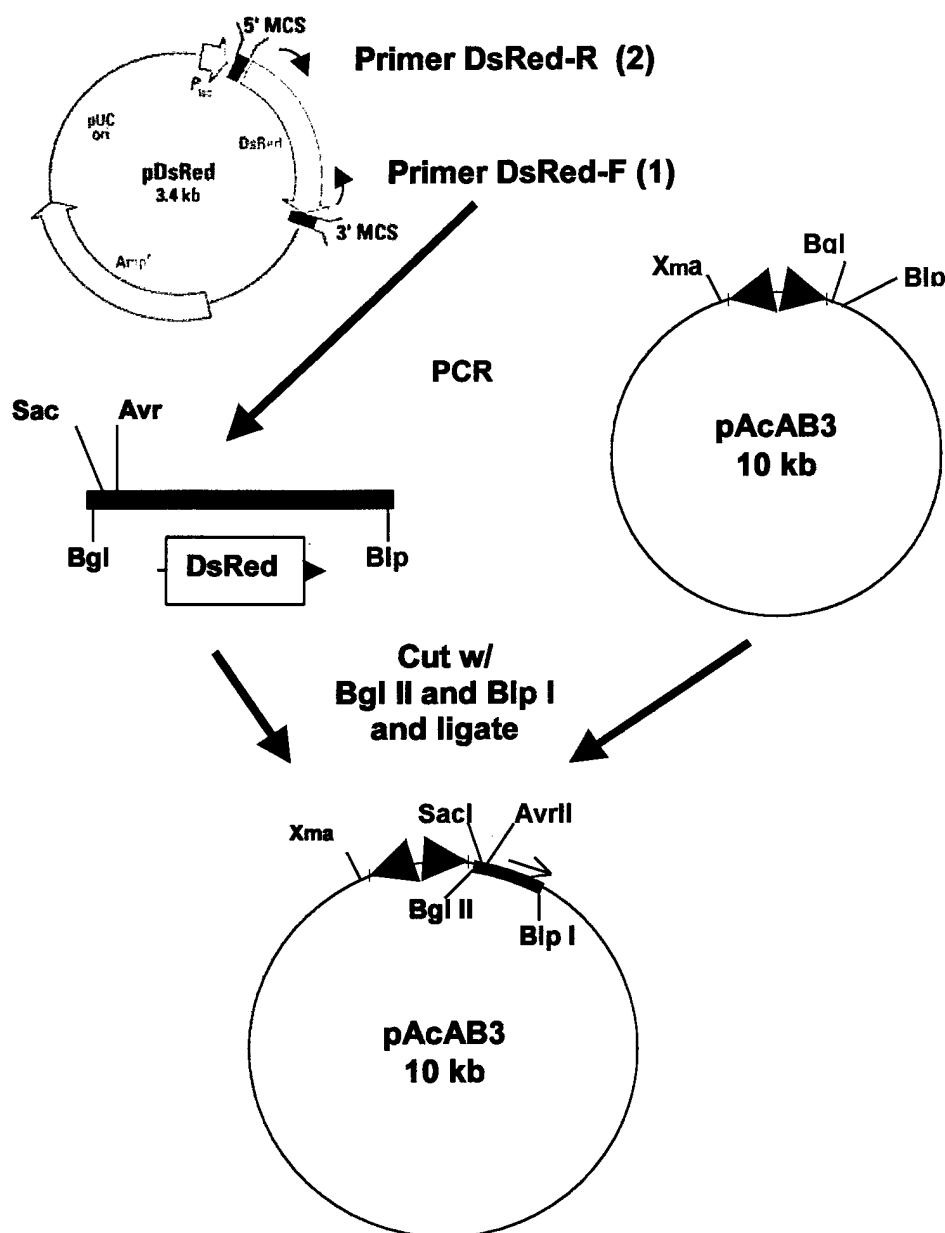 5' MCS
Primer DsRed-R (2)
Plac
pUC
ori
DsRed
pDsRed
3.4 kb
Primer DsRed-F (1)
3' MCS
Ampr
Xma
Bgl
Blp
PCR
Sac
Avr
pAcAB3
10 kb
Bgl
DsRed
Blp
Cut w/
Bgl II and Blp I
and ligate
SacI
AvrII
Xma
Bgl II
Blp I
pAcAB3
10 kb